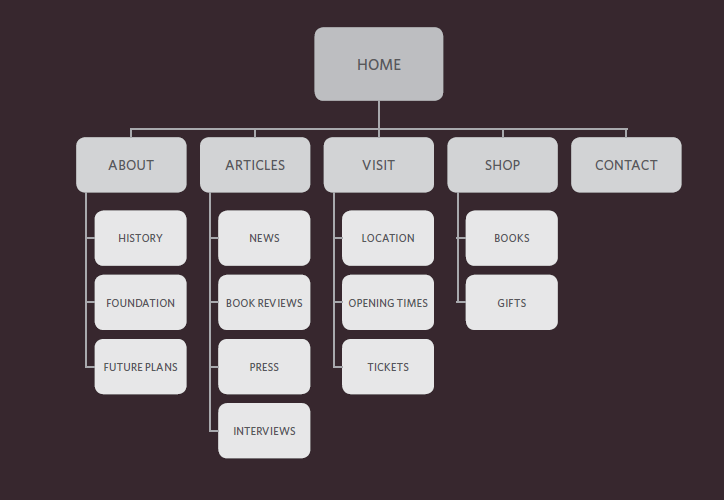 HOME
ABOUT
ARTICLES
VISIT
SHOP
CONTACT
HISTORY
NEWS
LOCATION
BOOKS
FOUNDATION
BOOK REVIEWS
OPENING TIMES
GIFTS
FUTURE PLANS
PRESS
TICKETS
INTERVIEWS